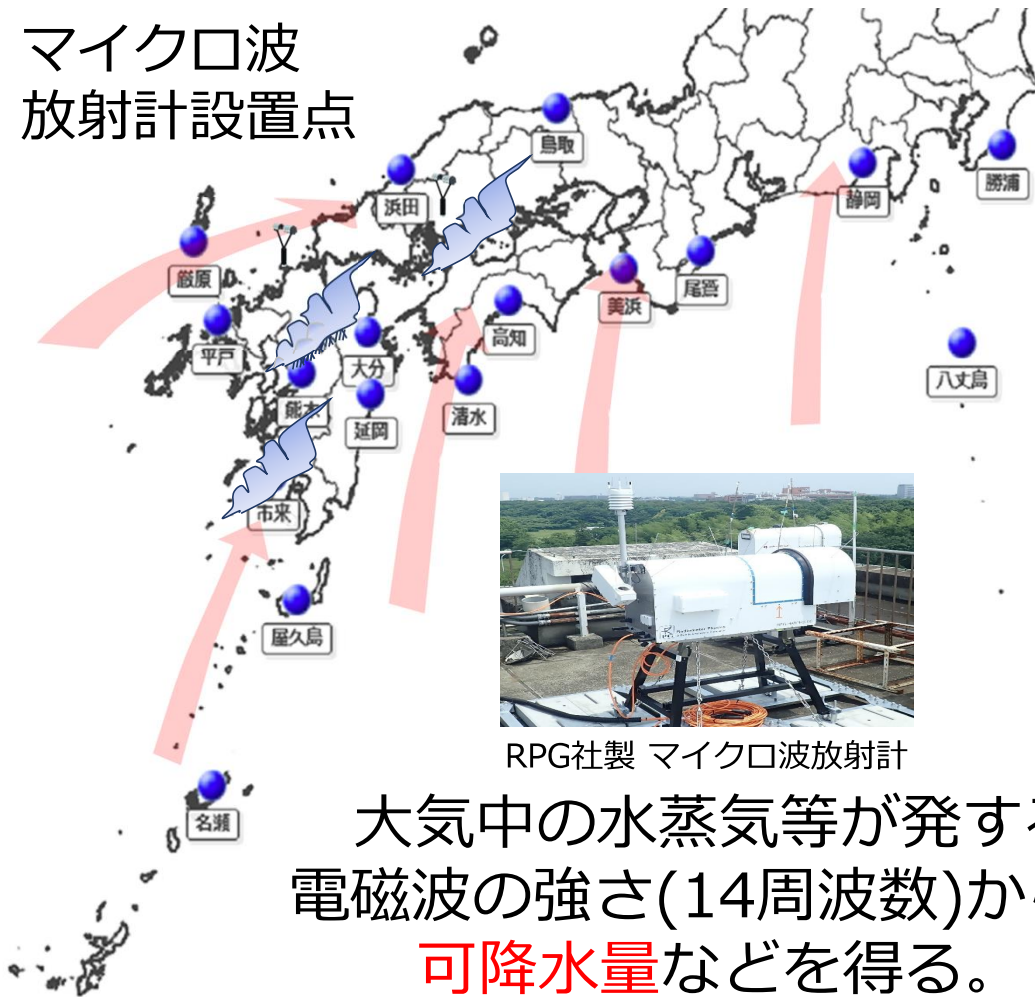 マイクロ波
放射計設置点
鳥取
勝浦
静岡
浜田
厳原
尾鷲
美浜
高知
平戸
大分
八丈島
熊本
清水
延岡
市来
屋久島
名瀬
RPG社製 マイクロ波放射計
大気中の水蒸気等が発する
電磁波の強さ(14周波数)か
可降水量などを得る。